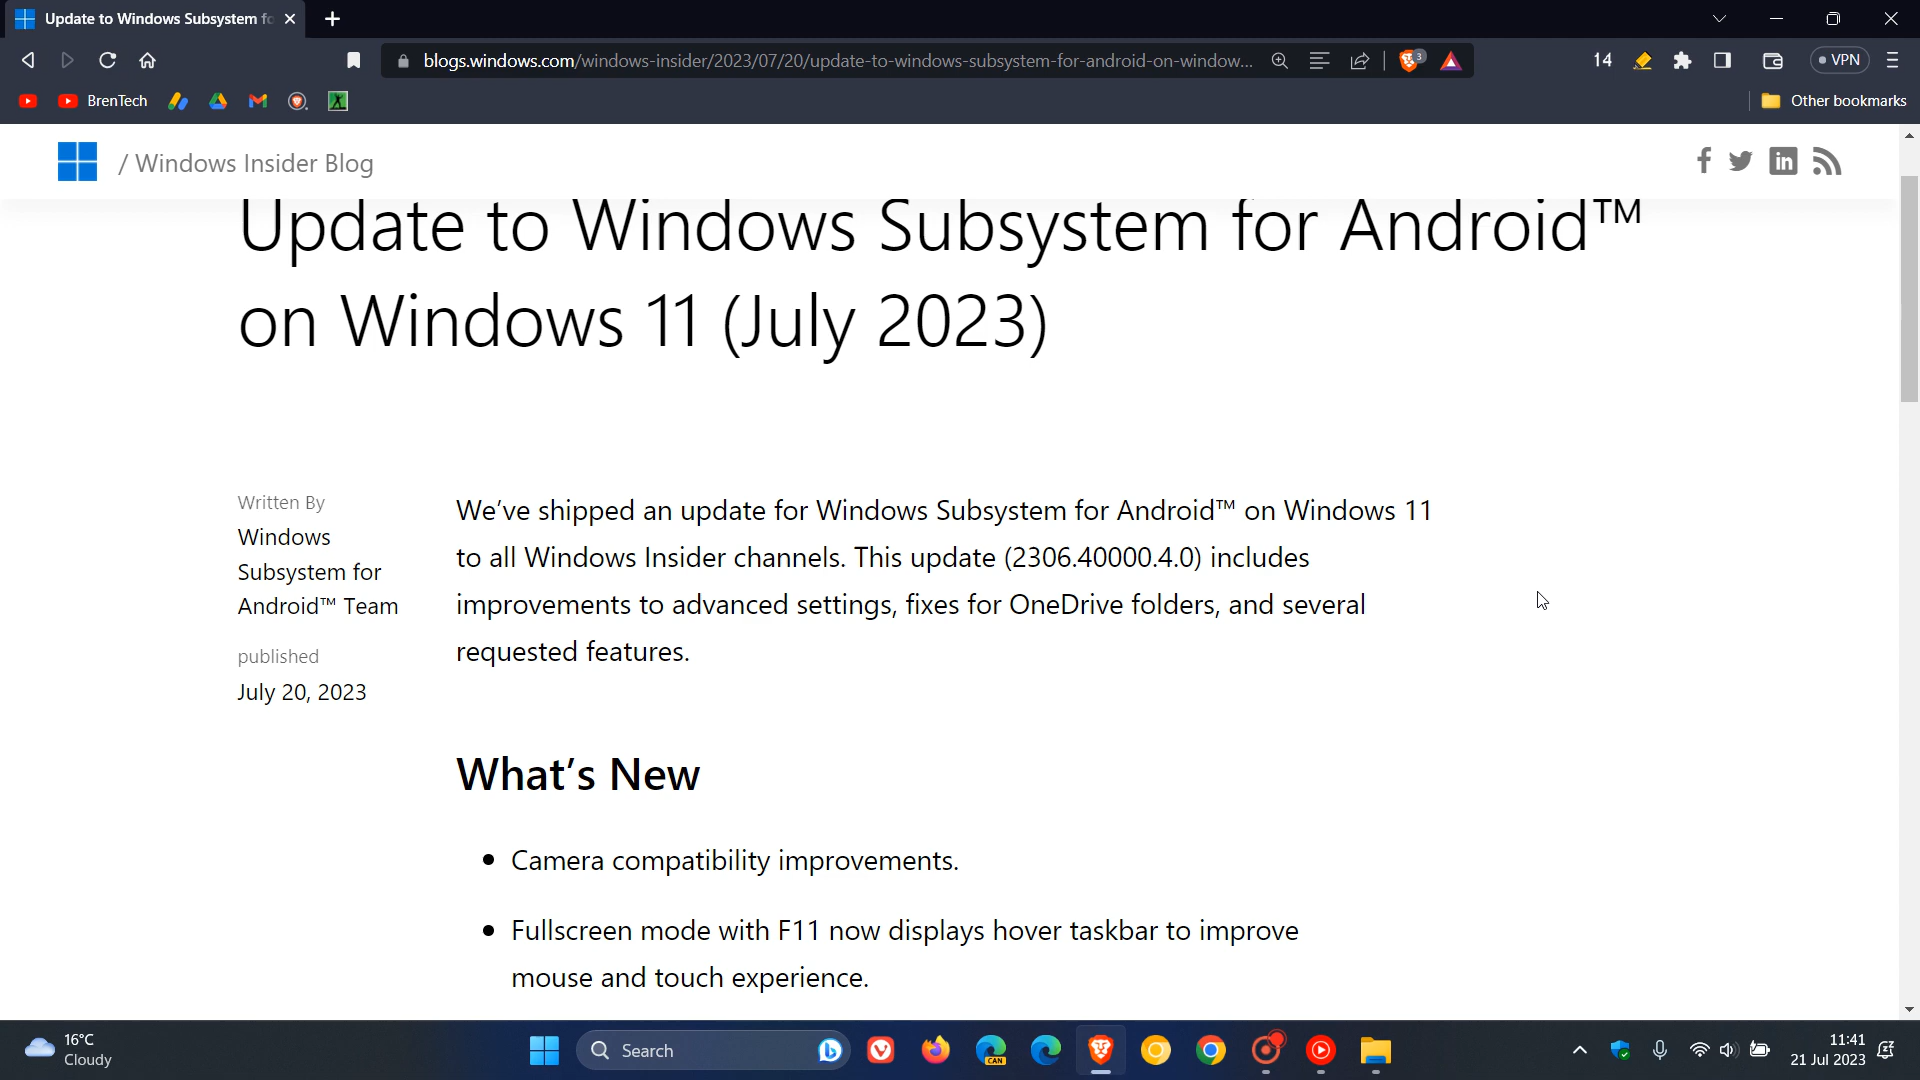 Update to Windows Subsystem fo
blogs.windows.com/windows-insider/2023/07/20/update-to-windows-subsystem-for-android-on-window...
3
14
VPN
BrenTech
Other bookmarks
/ Windows Insider Blog
Update to Windows Subsystem for Android™
on Windows 11 (July 2023)
Written By
Windows
Subsystem for
Android™ Team
published
July 20, 2023
We've shipped an update for Windows Subsystem for Android™ on Windows 11
to all Windows Insider channels. This update (2306.40000.4.0) includes
improvements to advanced settings, fixes for OneDrive folders, and several
requested features.
What's New
• Camera compatibility improvements.
• Fullscreen mode with F11 now displays hover taskbar to improve
mouse and touch experience.
16°C
Cloudy
Search
CAN
11:41
21 Jul 2023